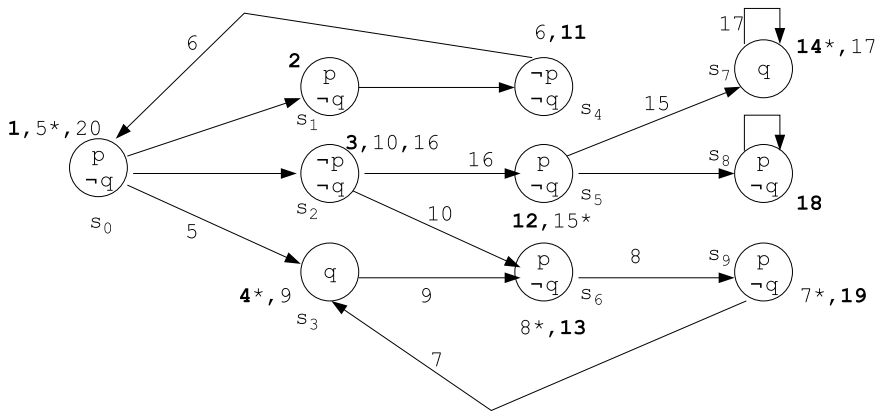 6
6,11
2
p
¬q
s1
¬p
¬q
s4
17
14*,17
s7
q
15
1,5*,20
p
¬q
s0
3,10,16
¬p
¬q
s2
16
p
¬q
s5
12,15*
s8
p
¬q
18
5
10
q
4*,9
s3
9
p
¬q
s6
8*,13
8
s9
p
¬q
7*,19
7